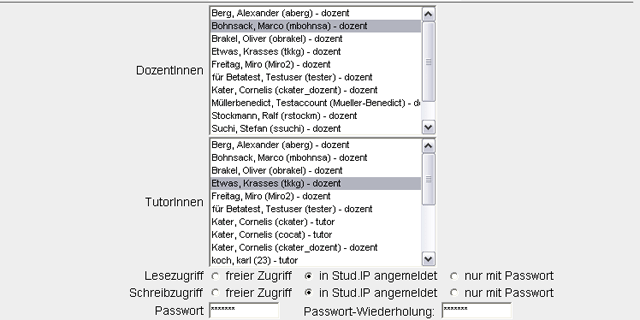 Berg, Alexander (aberg) - dozent
Bohnsack, Marco (mbohnsa) - dozent
Brakel, Oliver (obrakel) - dozent
Etwas, Krasses (tkkg) - dozent
DozentInnen
Freitag, Miro (Miro2) - dozent
für Betatest, Testuser (tester) - dozent
Kater, Cornelis (ckater_dozent) - dozent
Müllerbenedict, Testaccount (Mueller-Benedict) - d
Stockmann, Ralf (rstockm) - dozent
Suchi, Stefan (ssuchi) - dozent
Berg, Alexander (aberg) - dozent
Bohnsack, Marco (mbohnsa) - dozent
Brakel, Oliver (obrakel) - dozent
Etwas, Krasses (tkkg) - dozent
TutorInnen
Freitag, Miro (Miro2) - dozent
für Betatest, Testuser (tester) - dozent
Kater, Cornelis (ckater) - tutor
Kater, Cornelis (cocat) - tutor
Kater, Cornelis (ckater_dozent) - dozent
koch, karl (23) - tutor
Lesezugriff freier Zugriff in Stud.IP angemeldet nur mit Passwort
Schreibzugriff freier Zugriff in Stud.IP angemeldet nur mit Passwort
Passwort ******* Passwort-Wiederholung: *******